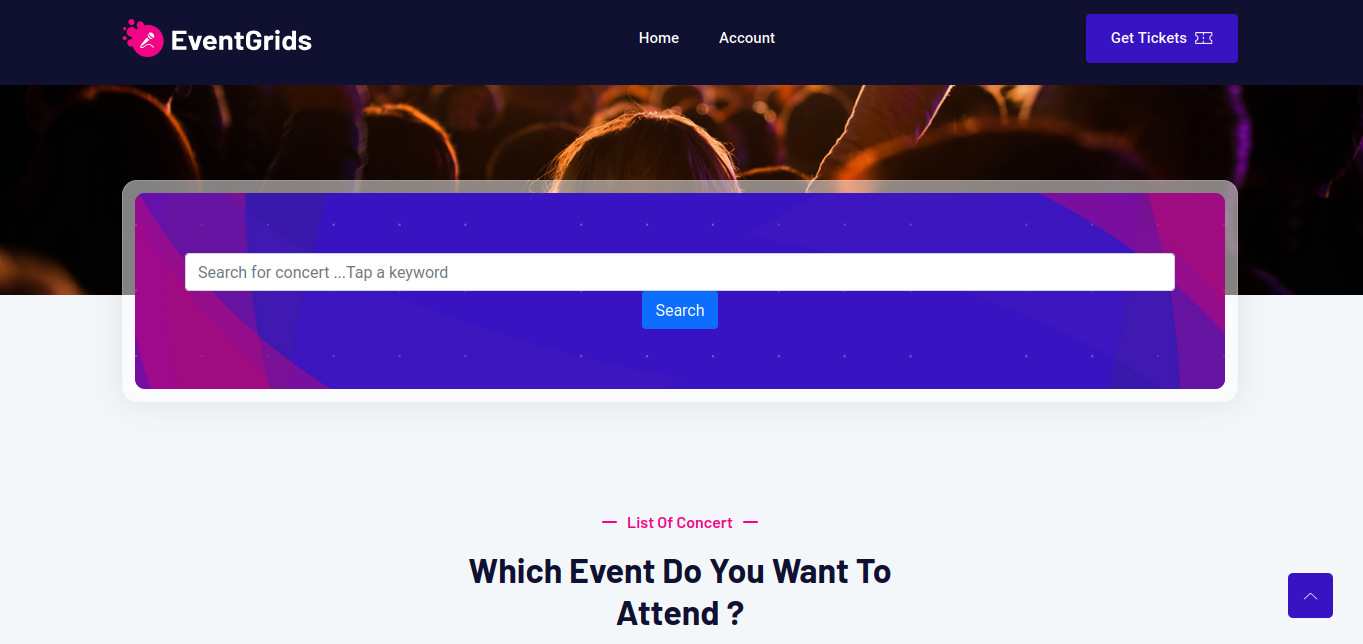 EventGrids
Home
Account
Get Tickets
Search for concert ...Tap a keyword
Search
List Of Concert
Which Event Do You Want To
Attend ?